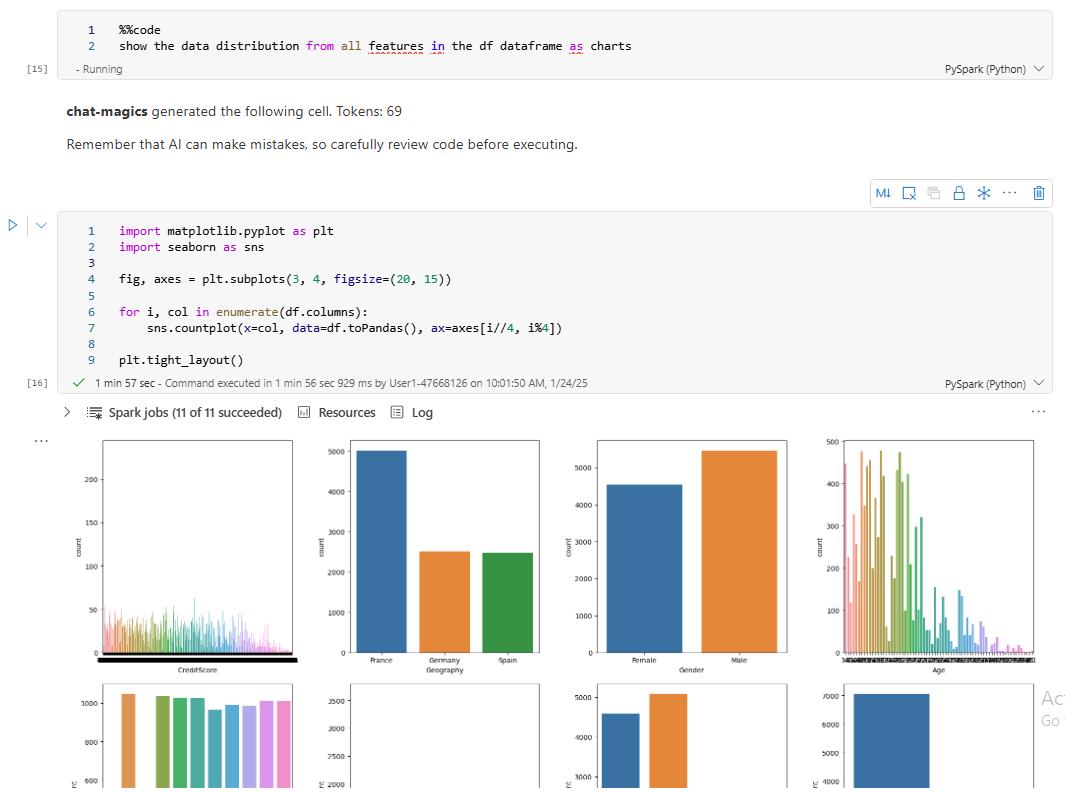 1 %%code
2 show the data distribution from all features in the df dataframe as charts
[15] - Running PySpark (Python)
chat-magics generated the following cell. Tokens: 69
Remember that AI can make mistakes, so carefully review code before executing.
M↓ ...
1 import matplotlib.pyplot as plt
2 import seaborn as sns
3
4 fig, axes = plt.subplots(3, 4, figsize=(20, 15))
5
6 for i, col in enumerate(df.columns):
7 sns.countplot(x=col, data=df.toPandas(), ax=axes[i//4, i%4])
8
9 plt.tight_layout()
[16] 1 min 57 sec - Command executed in 1 min 56 sec 929 ms by User1-47668126 on 10:01:50 AM, 1/24/25 PySpark (Python)
Spark jobs (11 of 11 succeeded) Resources Log ...
...
200
150
100
50
0
count
CreditScore
5000
4000
3000
2000
1000
0
count
France Germany Spain
Geography
5000
4000
3000
2000
1000
0
count
Female Male
Gender
500
400
300
200
100
0
count
Age
1000
800
600
3500
3000
2500
2000
5000
4000
3000
7000
6000
5000
4000
Go